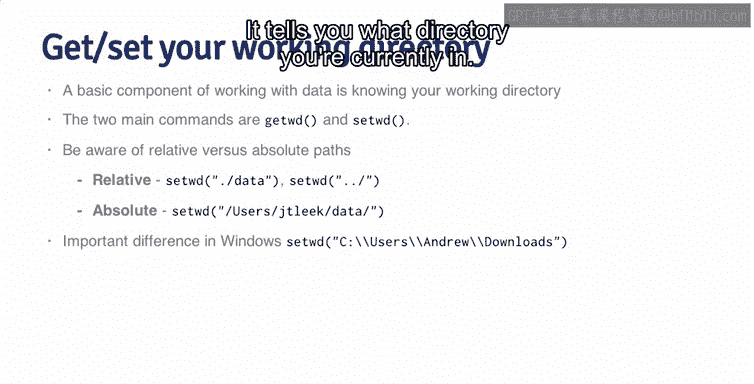 It tells you what directory
you're currently in.
Get/set your working directory
· A basic component of working with data is knowing your working directory
· The two main commands are getwd() and setwd().
· Be aware of relative versus absolute paths
- Relative - setwd("./data"), setwd("../")
- Absolute - setwd("/Users/jtleek/data/")
· Important difference in Windows setwd("C:\\Users\\Andrew\\Downloads")